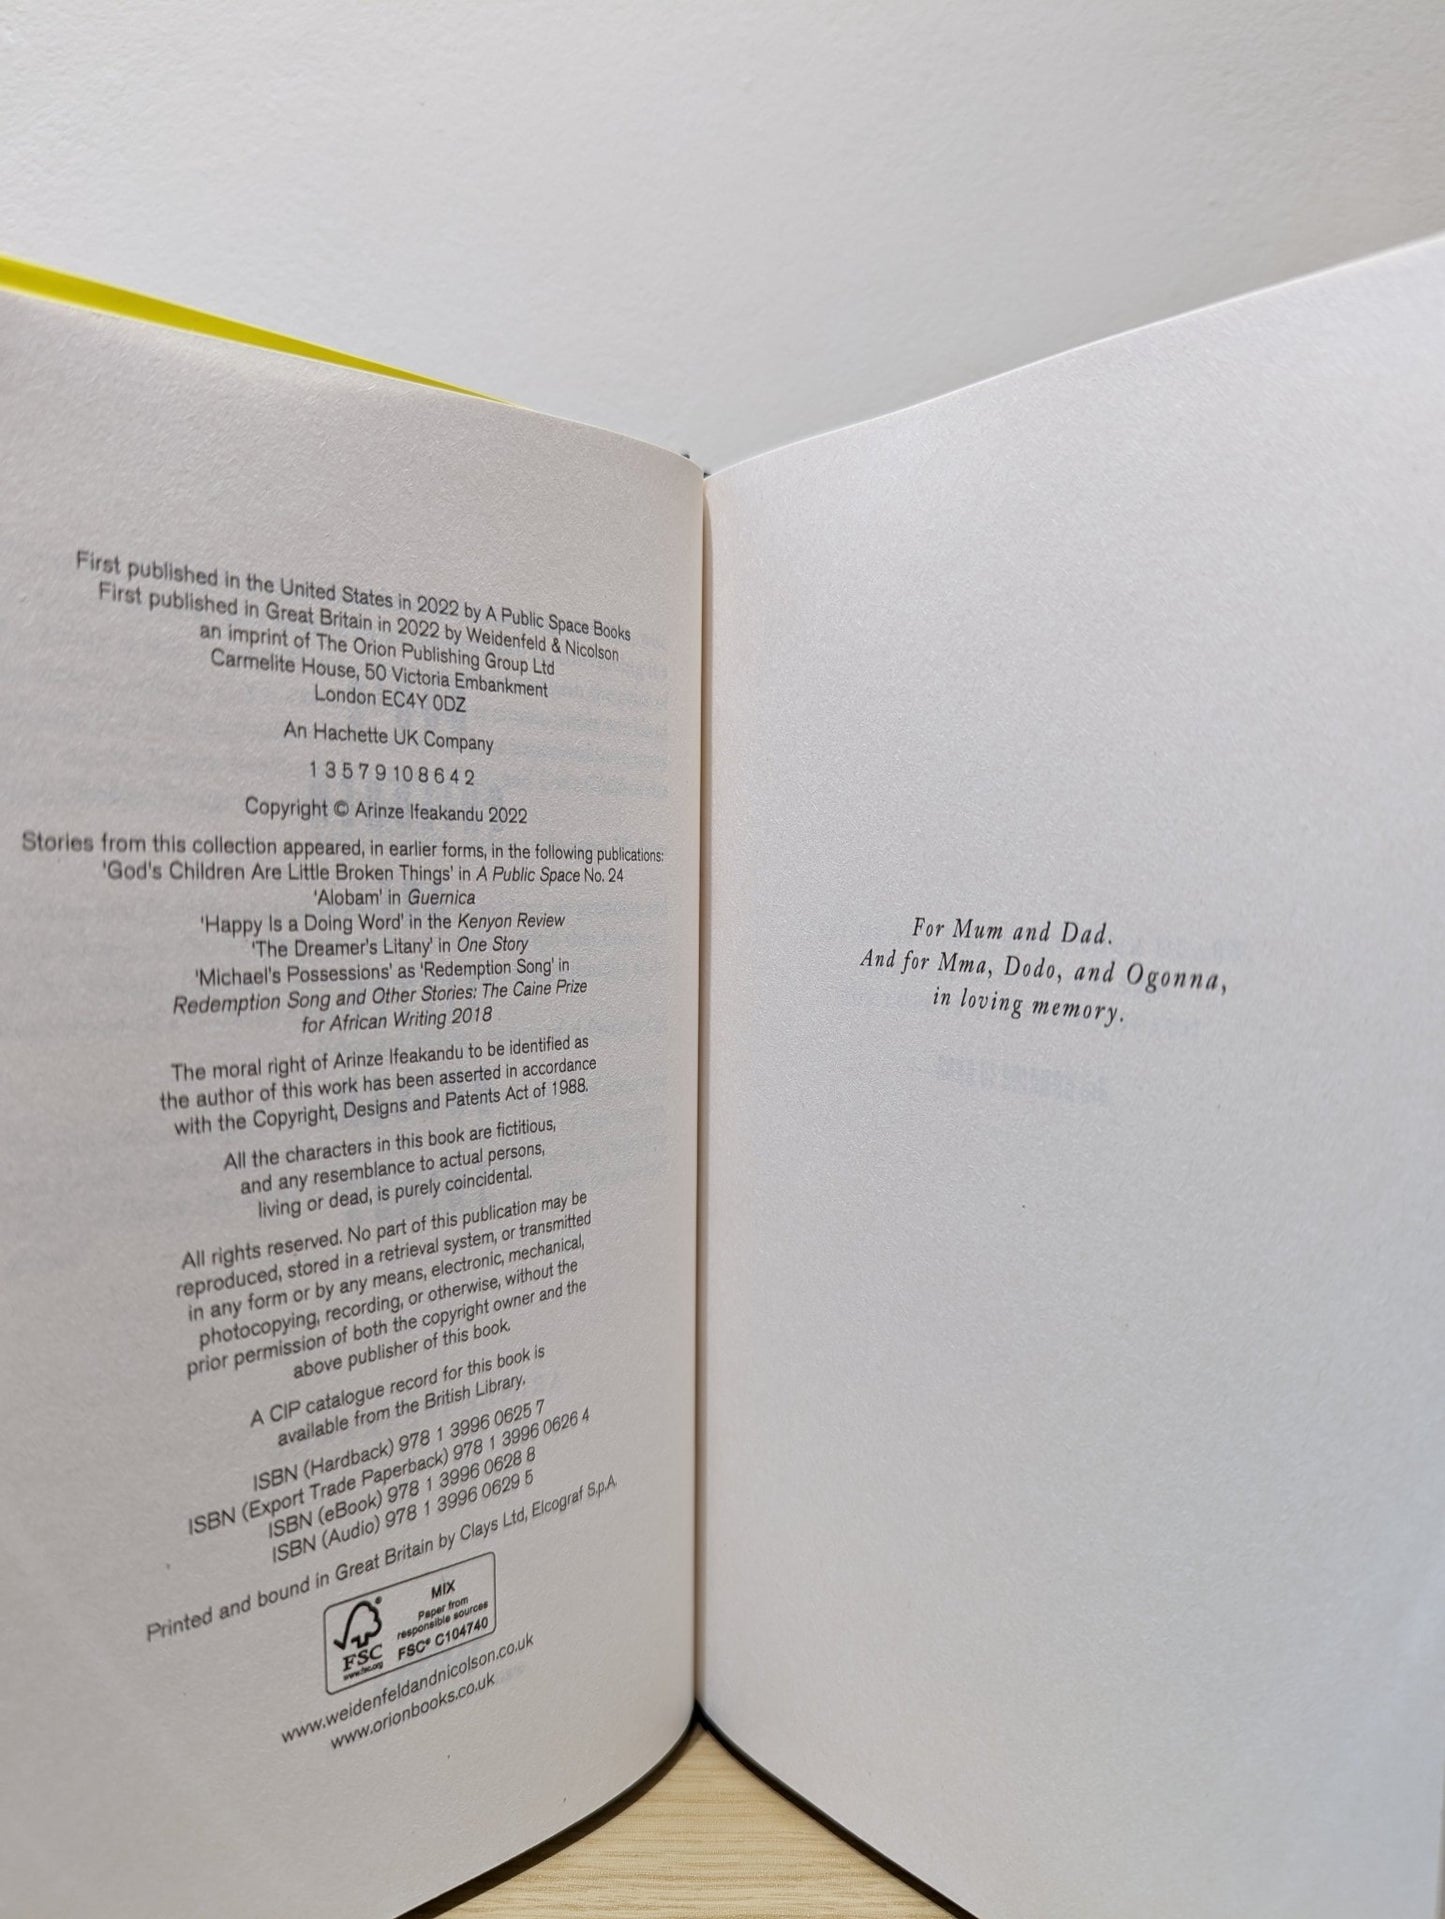 First published in the United States in 2022 by A Public Space Books
First published in Great Britain in 2022 by Weidenfeld & Nicolson
an imprint of The Orion Publishing Group Ltd
Carmelite House, 50 Victoria Embankment
London EC4Y 0DZ
An Hachette UK Company
1 3 5 7 9 10 8 6 4 2
Copyright © Arinze Ifeakandu 2022
Stories from this collection appeared, in earlier forms, in the following publications:
'God's Children Are Little Broken Things' in A Public Space No. 24
'Alobam' in Guernica
'Happy Is a Doing Word' in the Kenyon Review
'The Dreamer's Litany' in One Story
'Michael's Possessions' as 'Redemption Song' in
Redemption Song and Other Stories: The Caine Prize
for African Writing 2018
The moral right of Arinze Ifeakandu to be identified as
the author of this work has been asserted in accordance
with the Copyright, Designs and Patents Act of 1988.
All the characters in this book are fictitious,
and any resemblance to actual persons,
living or dead, is purely coincidental.
All rights reserved. No part of this publication may be
reproduced, stored in a retrieval system, or transmitted
in any form or by any means, electronic, mechanical,
photocopying, recording, or otherwise, without the
prior permission of both the copyright owner and the
above publisher of this book.
A CIP catalogue record for this book is
available from the British Library.
ISBN (Hardback) 978 1 3996 0625 7
ISBN (Export Trade Paperback) 978 1 3996 0626 4
ISBN (eBook) 978 1 3996 0628 8
ISBN (Audio) 978 1 3996 0629 5
Printed and bound in Great Britain by Clays Ltd, Elcograf S.p.A.
MIX
Paper from
responsible sources
FSC® C104740
FSC
www.fsc.org
www.weidenfeldandnicolson.co.uk
www.orionbooks.co.uk
For Mum and Dad.
And for Mma, Dodo, and Ogonna,
in loving memory.